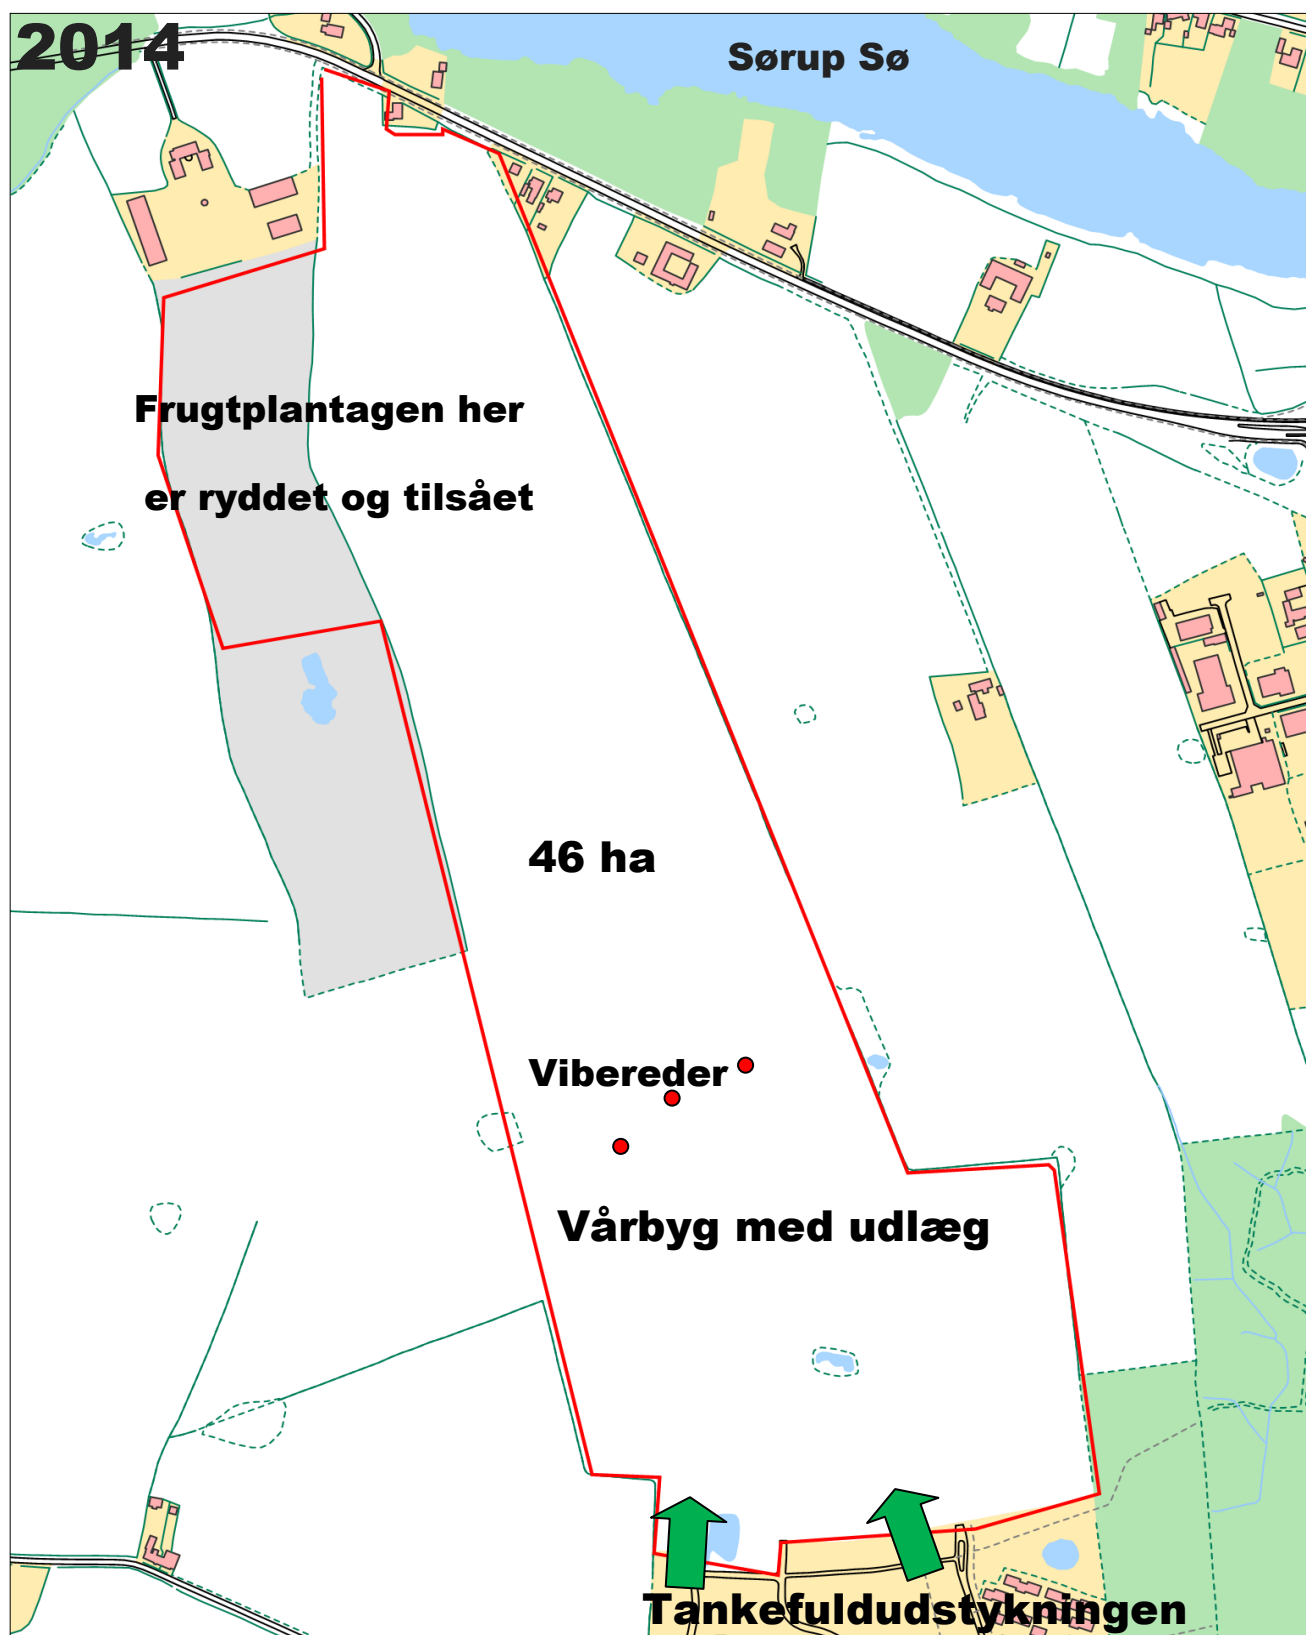 2014
Sørup Sø
Frugtplantagen her
er ryddet og tilsået
46 ha
Vibereder
Vårbyg med udlæg
Tankefuldudstykningen